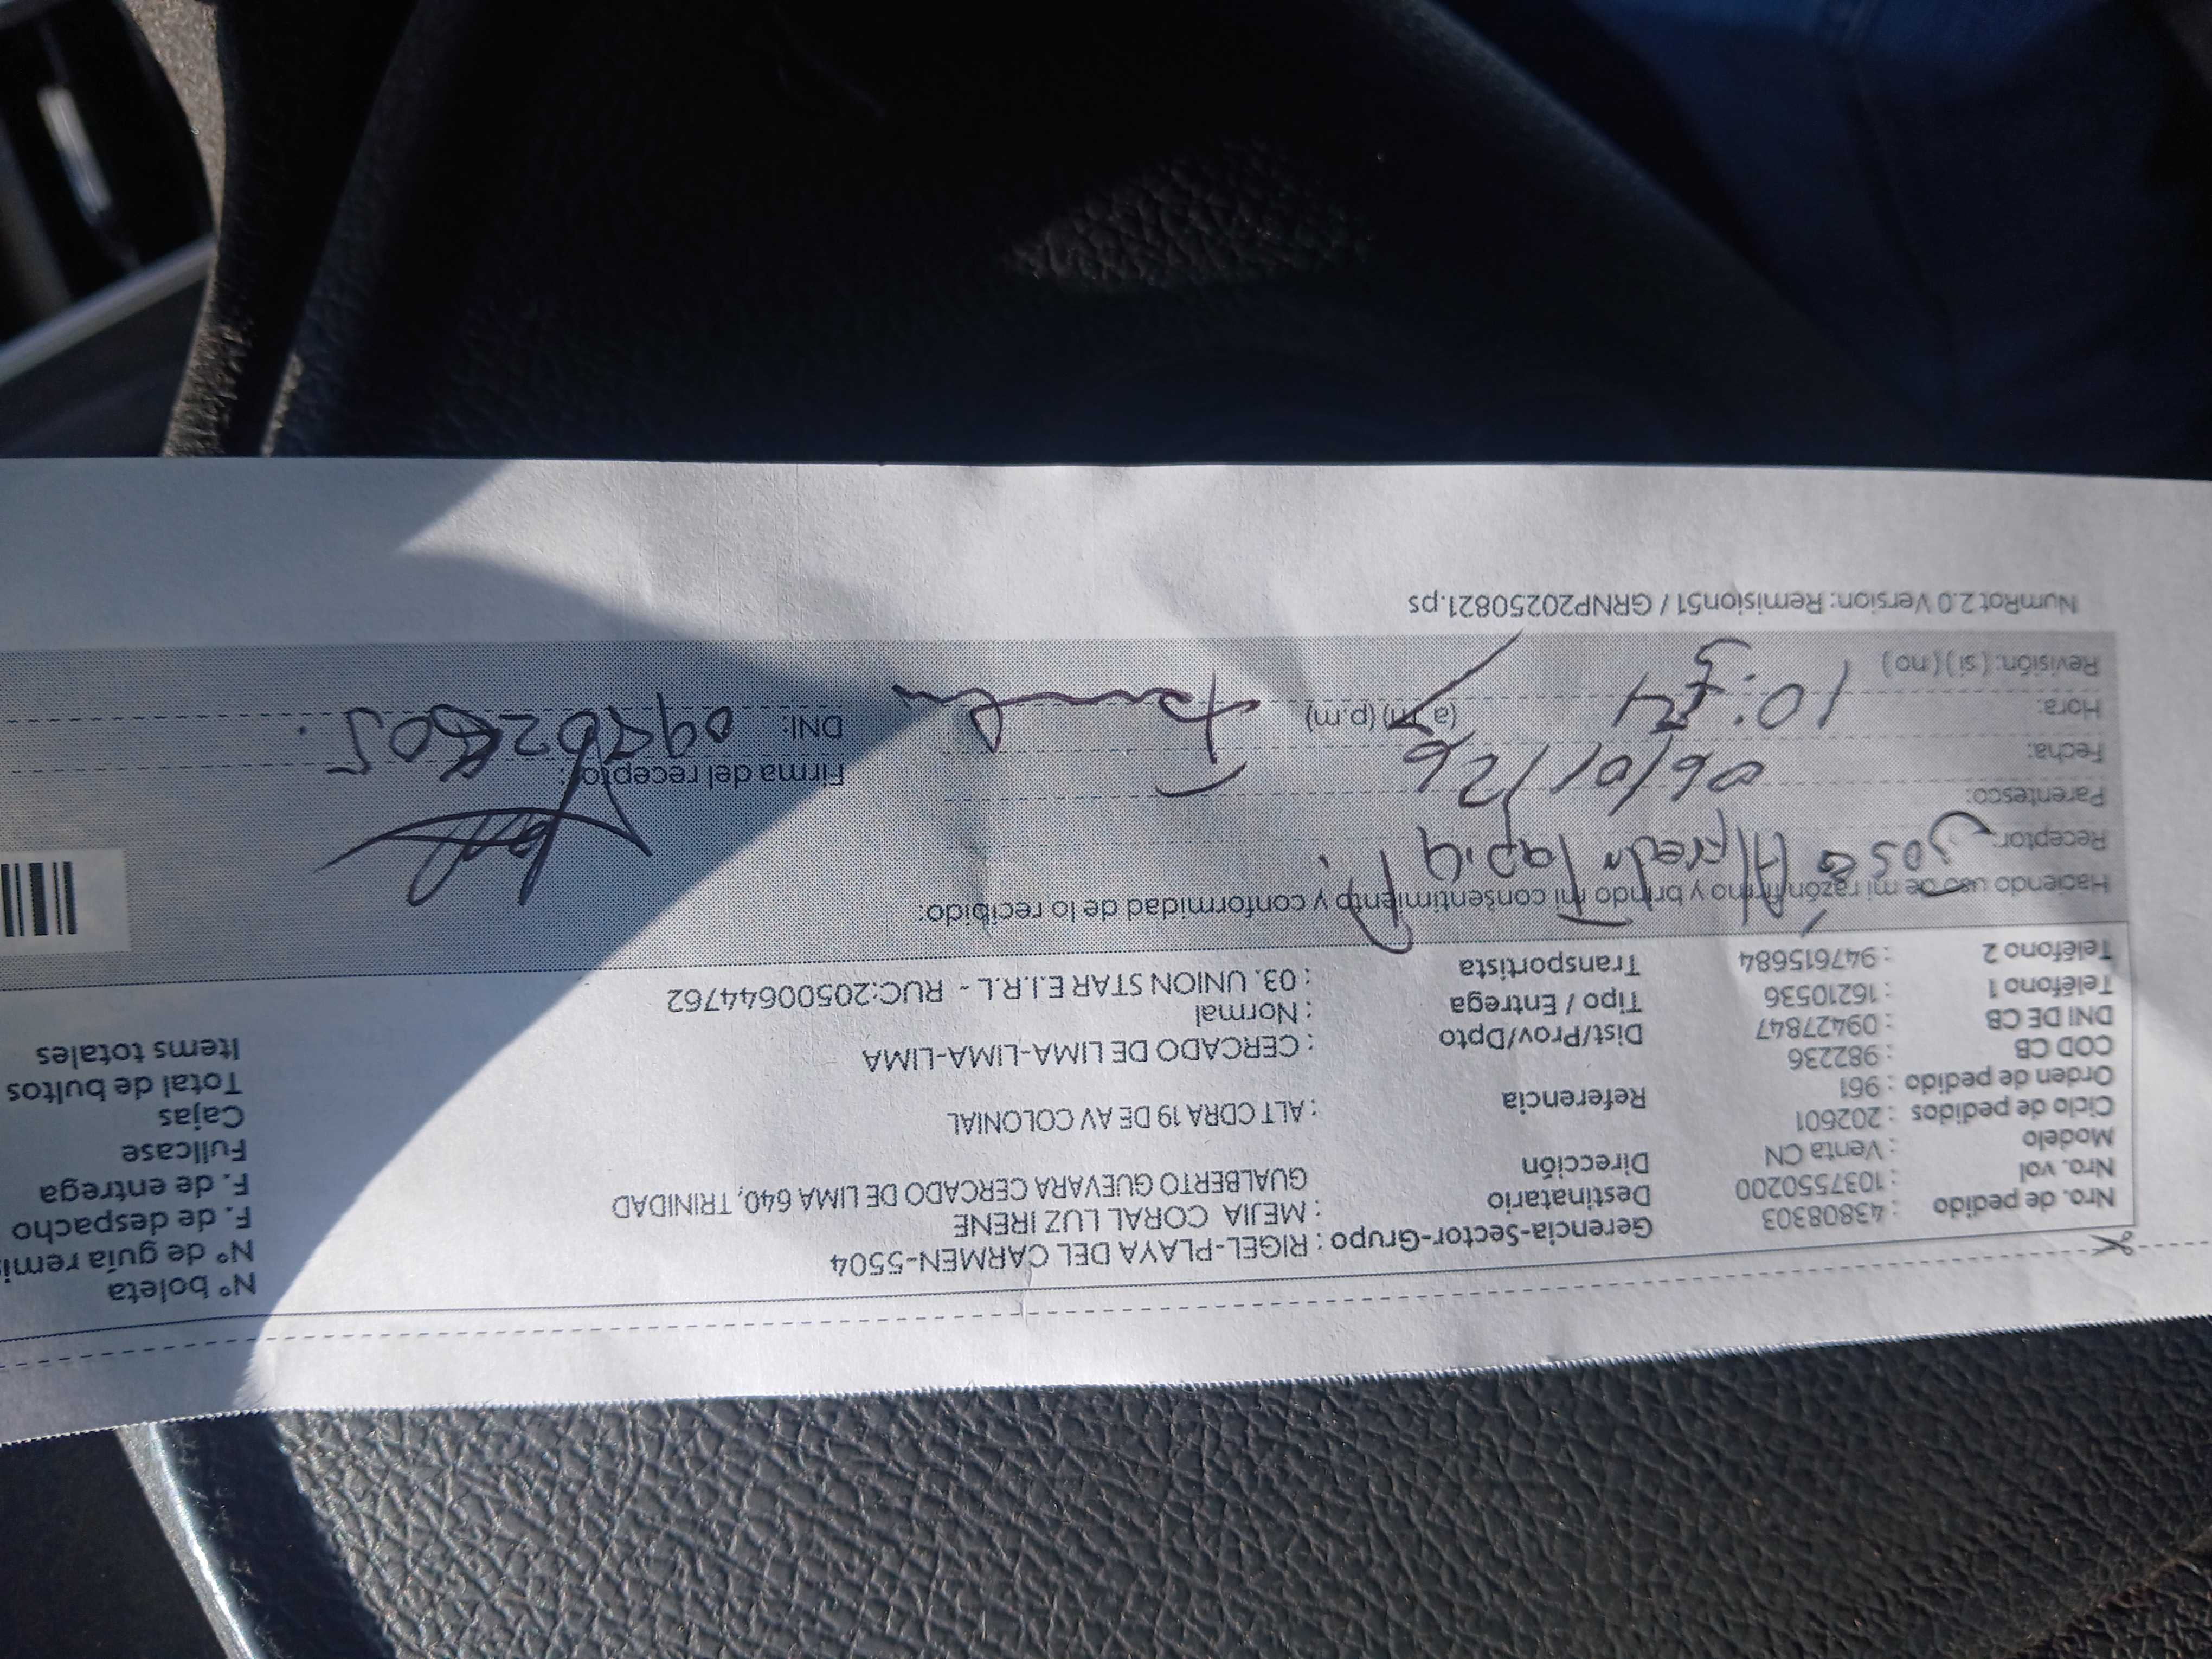 Nº boleta
Nº de guía remi
F. de despacho
F. de entrega
Fullcase
Cajas
Total de bultos
Items totales
Gerencia-Sector-Grupo : RIGEL-PLAYA DEL CARMEN-5504
Nro. de pedido : 43808303 Destinatario : MEJIA CORAL LUZ IRENE
Nro. vol : 1037550200 Dirección GUALBERTO GUEVARA CERCADO DE LIMA 640, TRINIDAD
Modelo : Venta CN
Ciclo de pedidos : 202601 Referencia : ALT CDRA 19 DE AV COLONIAL
Orden de pedido : 961
COD CB : 982236 Dist/Prov/Dpto : CERCADO DE LIMA-LIMA-LIMA
DNI DE CB : 09427847 Tipo / Entrega : Normal
Teléfono 1 : 16210536 Transportista : 03. UNION STAR E.I.R.L - RUC:20500644762
Teléfono 2 : 947615684
Haciendo uso de mi razón firmo y brindo mi consentimiento y conformidad de lo recibido:
Receptor: Jose Alfredo Tapia P.
Parentesco:
Fecha: 06/01/26
Firma del receptor:
Hora: 10:54 (a.m) (p.m)
DNI:
Revisión: ( si ) ( no )
NumRot2.0 Version: Remision51 / GRNP20250821.ps